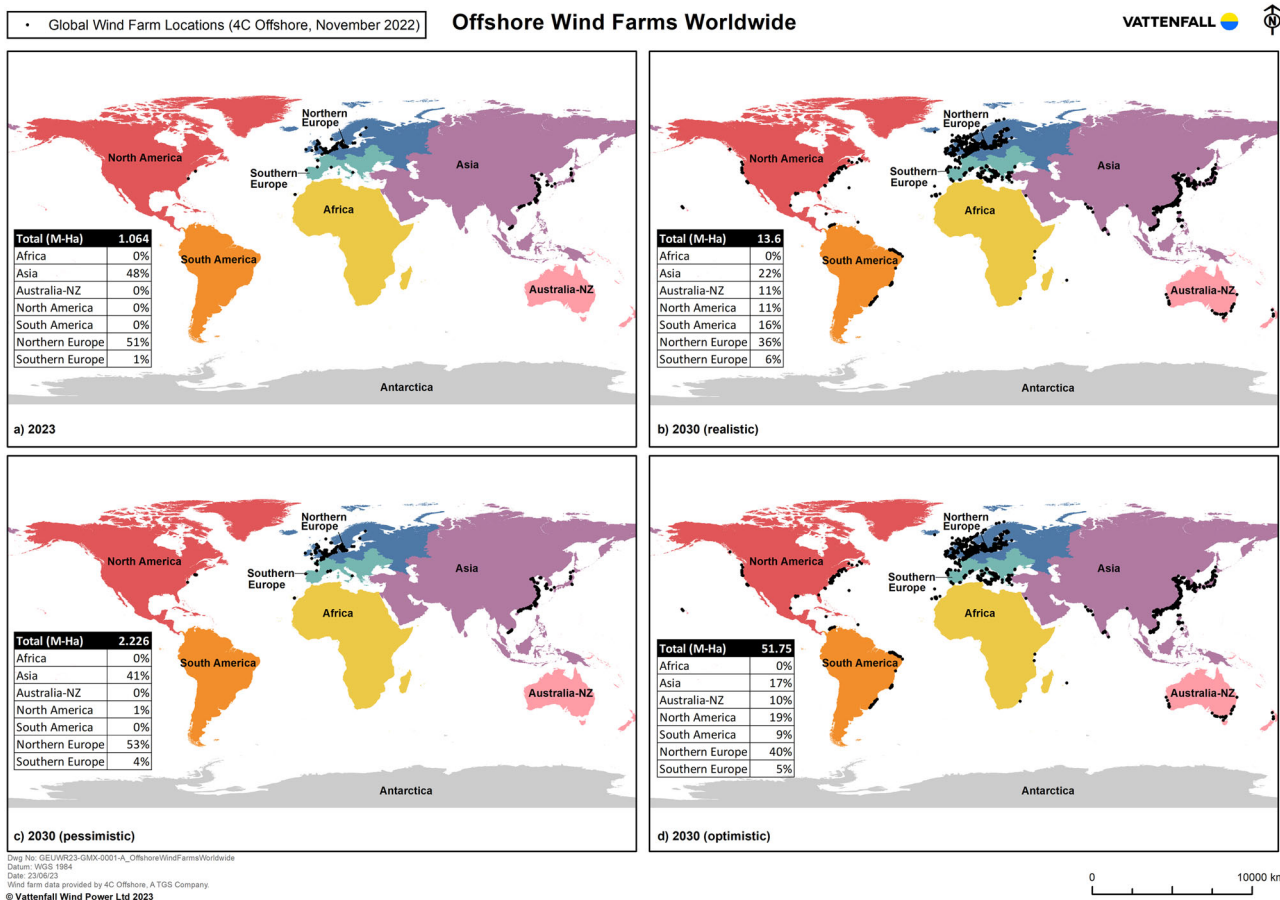 • Global Wind Farm Locations (4C Offshore, November 2022)
Offshore Wind Farms Worldwide
VATTENFALL
N
Northern
Europe
North America
Asia
Southern
Europe
Africa
South America
Australia-NZ
Antarctica
Total (M-Ha) 1.064
Africa 0%
Asia 48%
Australia-NZ 0%
North America 0%
South America 0%
Northern Europe 51%
Southern Europe 1%
a) 2023
Northern
Europe
North America
Asia
Southern
Europe
Africa
South America
Australia-NZ
Antarctica
Total (M-Ha) 13.6
Africa 0%
Asia 22%
Australia-NZ 11%
North America 11%
South America 16%
Northern Europe 36%
Southern Europe 6%
b) 2030 (realistic)
Northern
Europe
North America
Asia
Southern
Europe
Africa
South America
Australia-NZ
Antarctica
Total (M-Ha) 2.226
Africa 0%
Asia 41%
Australia-NZ 0%
North America 1%
South America 0%
Northern Europe 53%
Southern Europe 4%
c) 2030 (pessimistic)
Northern
Europe
North America
Asia
Southern
Europe
Africa
South America
Australia-NZ
Antarctica
Total (M-Ha) 51.75
Africa 0%
Asia 17%
Australia-NZ 10%
North America 19%
South America 9%
Northern Europe 40%
Southern Europe 5%
d) 2030 (optimistic)
Dwg No: GEUWR23-GMX-0001-A_OffshoreWindFarmsWorldwide
Datum: WGS 1984
Date: 23/06/23
Wind farm data provided by 4C Offshore, A TGS Company.
© Vattenfall Wind Power Ltd 2023
0 10000 km